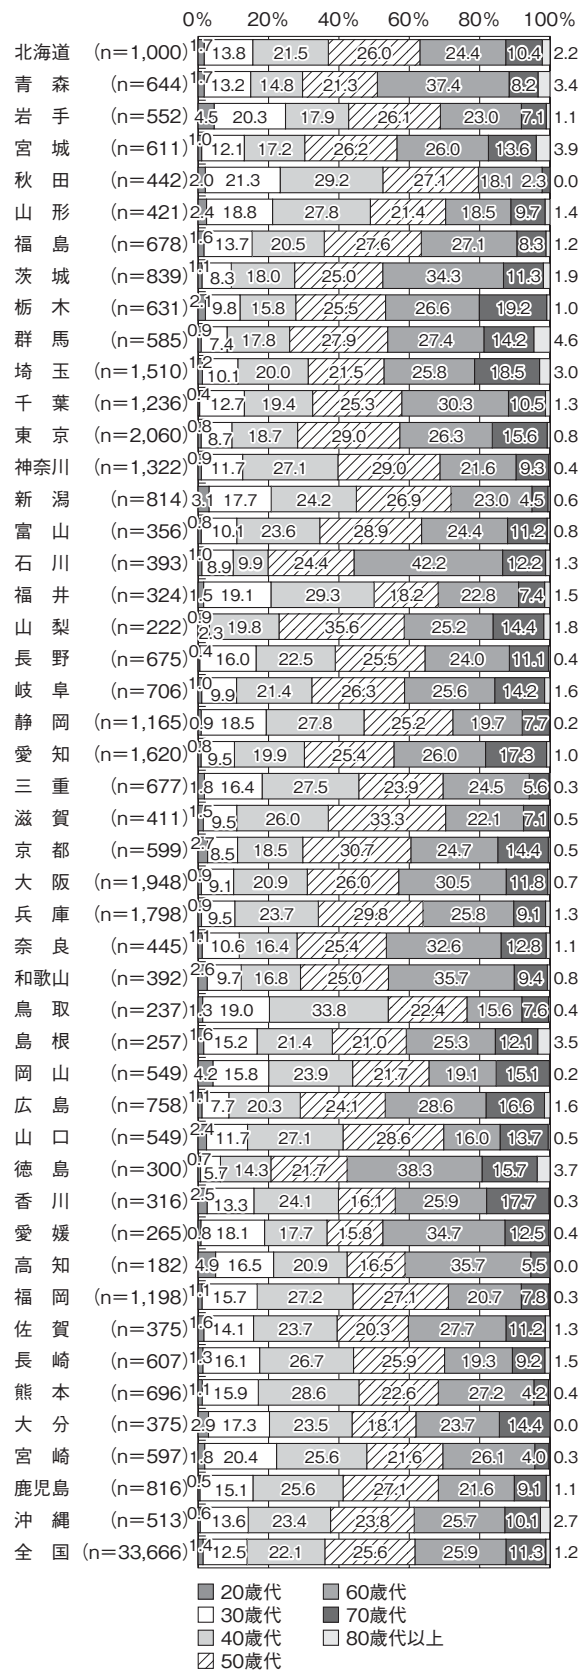 0% 20% 40% 60% 80% 100%
北海道 (n=1,000) 1.7 13.8 21.5 26.0 24.4 10.4 2.2
青森 (n=644) 1.7 13.2 14.8 21.3 37.4 8.2 3.4
岩手 (n=552) 4.5 20.3 17.9 26.1 23.0 7.1 1.1
宮城 (n=611) 1.0 12.1 17.2 26.2 26.0 13.6 3.9
秋田 (n=442) 2.0 21.3 29.2 27.1 18.1 2.3 0.0
山形 (n=421) 2.4 18.8 27.8 21.4 18.5 9.7 1.4
福島 (n=678) 1.6 13.7 20.5 27.6 27.1 8.3 1.2
茨城 (n=839) 1.1 8.3 18.0 25.0 34.3 11.3 1.9
栃木 (n=631) 2.1 9.8 15.8 25.5 26.6 19.2 1.0
群馬 (n=585) 0.9 7.4 17.8 27.9 27.4 14.2 4.6
埼玉 (n=1,510) 1.2 10.1 20.0 21.5 25.8 18.5 3.0
千葉 (n=1,236) 0.4 12.7 19.4 25.3 30.3 10.5 1.3
東京 (n=2,060) 0.8 8.7 18.7 29.0 26.3 15.6 0.8
神奈川 (n=1,322) 0.9 11.7 27.1 29.0 21.6 9.3 0.4
新潟 (n=814) 3.1 17.7 24.2 26.9 23.0 4.5 0.6
富山 (n=356) 0.8 10.1 23.6 28.9 24.4 11.2 0.8
石川 (n=393) 1.0 8.9 9.9 24.4 42.2 12.2 1.3
福井 (n=324) 1.5 19.1 29.3 18.2 22.8 7.4 1.5
山梨 (n=222) 0.9 2.3 19.8 35.6 25.2 14.4 1.8
長野 (n=675) 0.4 16.0 22.5 25.5 24.0 11.1 0.4
岐阜 (n=706) 1.0 9.9 21.4 26.3 25.6 14.2 1.6
静岡 (n=1,165) 0.9 18.5 27.8 25.2 19.7 7.7 0.2
愛知 (n=1,620) 0.8 9.5 19.9 25.4 26.0 17.3 1.0
三重 (n=677) 1.8 16.4 27.5 23.9 24.5 5.6 0.3
滋賀 (n=411) 1.5 9.5 26.0 33.3 22.1 7.1 0.5
京都 (n=599) 2.7 8.5 18.5 30.7 24.7 14.4 0.5
大阪 (n=1,948) 0.9 9.1 20.9 26.0 30.5 11.8 0.7
兵庫 (n=1,798) 0.9 9.5 23.7 29.8 25.8 9.1 1.3
奈良 (n=445) 1.1 10.6 16.4 25.4 32.6 12.8 1.1
和歌山 (n=392) 2.6 9.7 16.8 25.0 35.7 9.4 0.8
鳥取 (n=237) 1.3 19.0 33.8 22.4 15.6 7.6 0.4
島根 (n=257) 1.6 15.2 21.4 21.0 25.3 12.1 3.5
岡山 (n=549) 4.2 15.8 23.9 21.7 19.1 15.1 0.2
広島 (n=758) 1.1 7.7 20.3 24.1 28.6 16.6 1.6
山口 (n=549) 2.4 11.7 27.1 28.6 16.0 13.7 0.5
徳島 (n=300) 0.7 5.7 14.3 21.7 38.3 15.7 3.7
香川 (n=316) 2.5 13.3 24.1 16.1 25.9 17.7 0.3
愛媛 (n=265) 0.8 18.1 17.7 15.8 34.7 12.5 0.4
高知 (n=182) 4.9 16.5 20.9 16.5 35.7 5.5 0.0
福岡 (n=1,198) 1.1 15.7 27.2 27.1 20.7 7.8 0.3
佐賀 (n=375) 1.6 14.1 23.7 20.3 27.7 11.2 1.3
長崎 (n=607) 1.3 16.1 26.7 25.9 19.3 9.2 1.5
熊本 (n=696) 1.1 15.9 28.6 22.6 27.2 4.2 0.4
大分 (n=375) 2.9 17.3 23.5 18.1 23.7 14.4 0.0
宮崎 (n=597) 1.8 20.4 25.6 21.6 26.1 4.0 0.3
鹿児島 (n=816) 0.5 15.1 25.6 27.1 21.6 9.1 1.1
沖縄 (n=513) 0.6 13.6 23.4 23.8 25.7 10.1 2.7
全国 (n=33,666) 1.4 12.5 22.1 25.6 25.9 11.3 1.2
20歳代 60歳代
30歳代 70歳代
40歳代 80歳代以上
50歳代